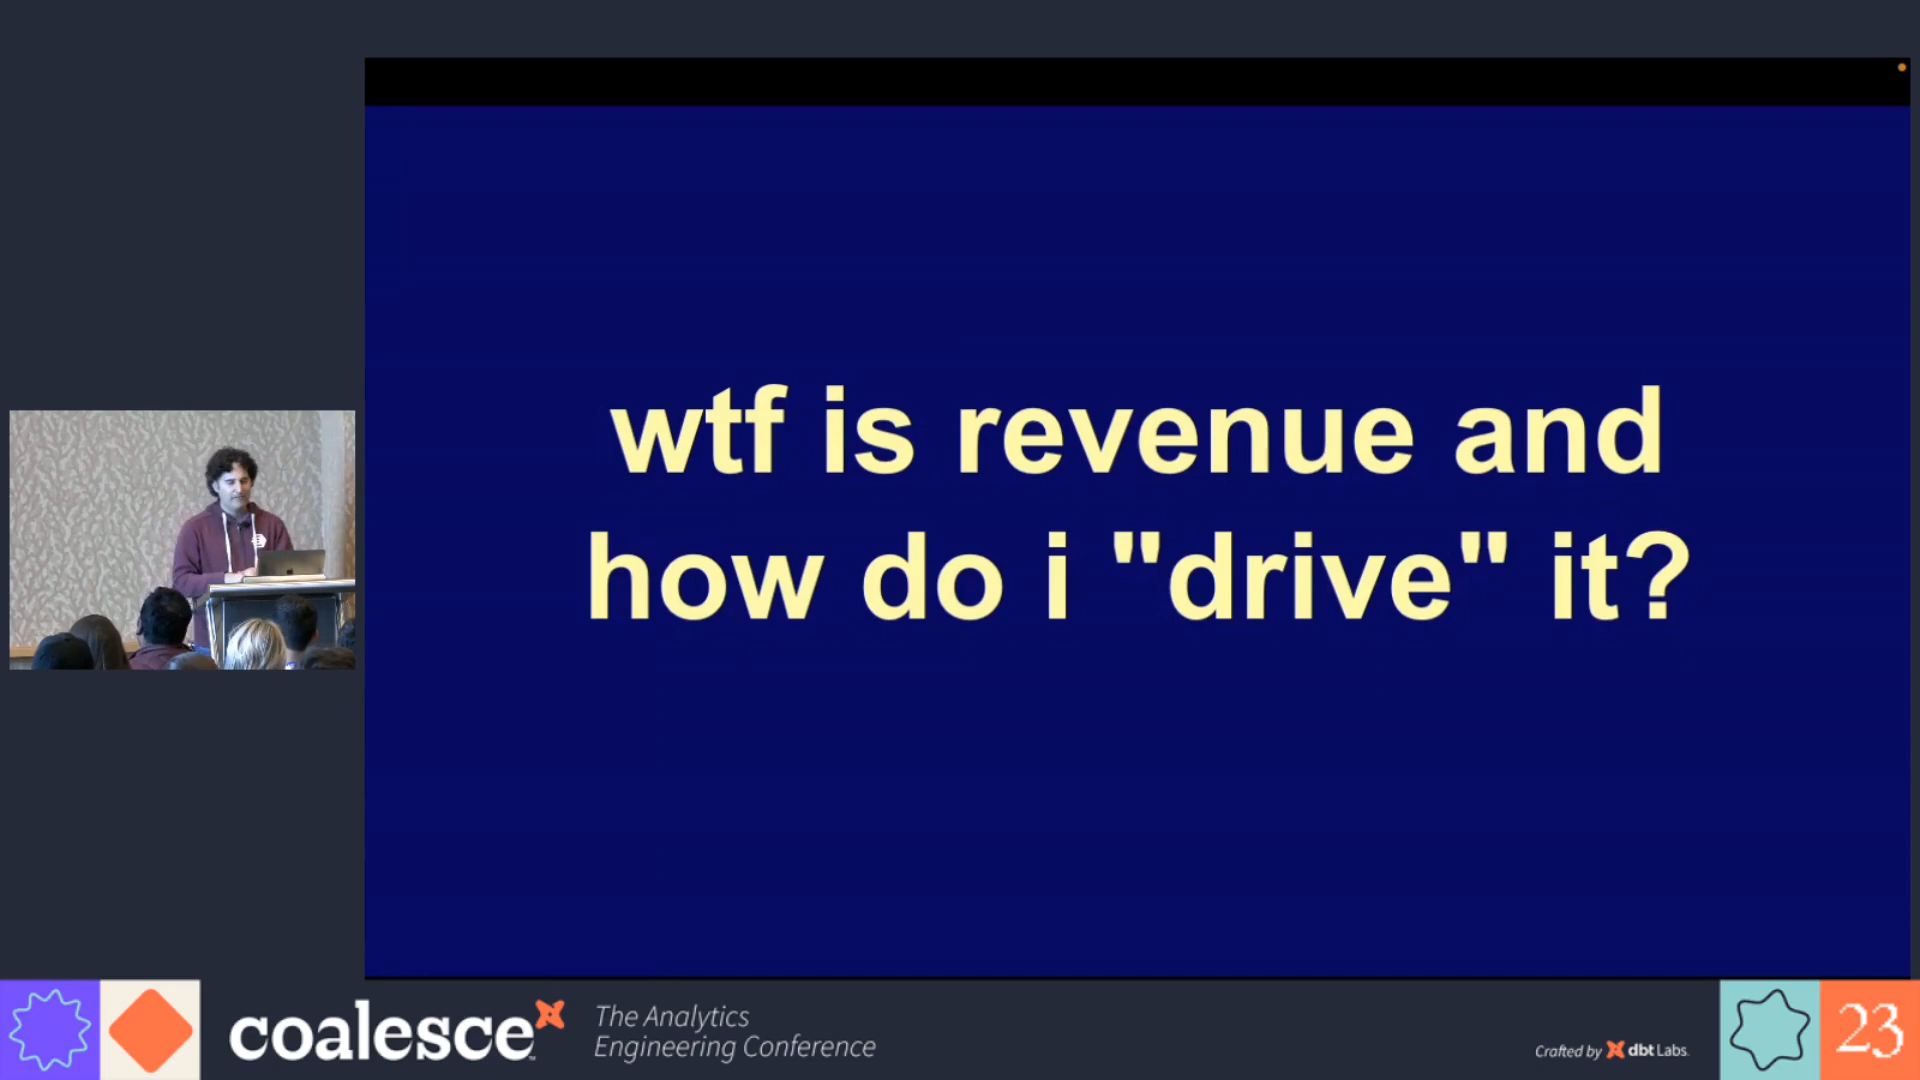 wtf is revenue and
how do i "drive" it?
coalesce
The Analytics
Engineering Conference
Crafted by dbt Labs
23